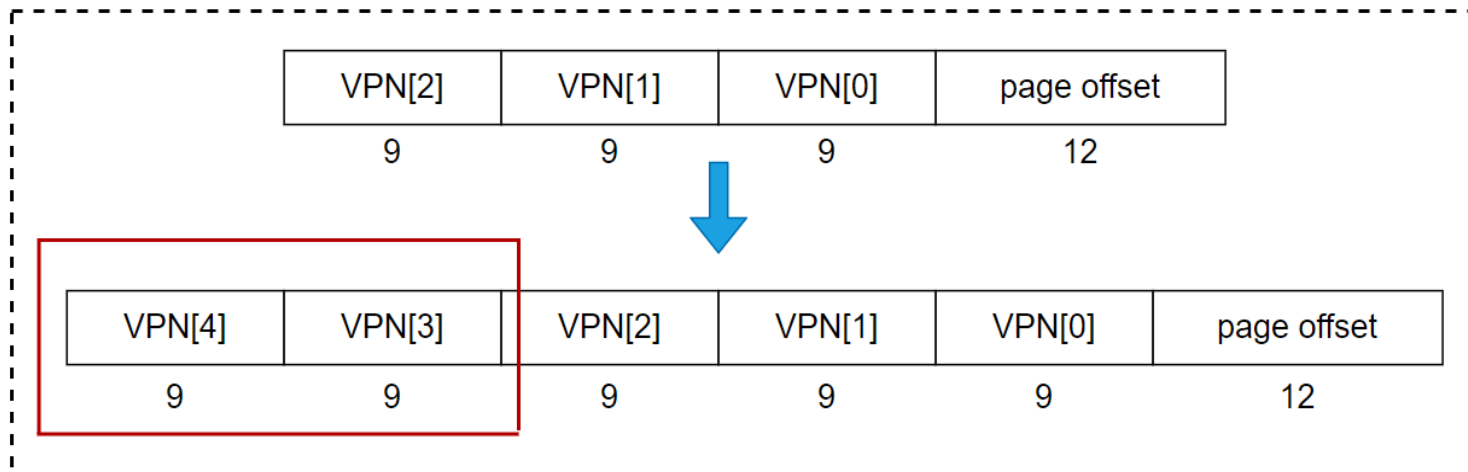 VPN[2] VPN[1] VPN[0] page offset
9 9 9 12
VPN[4] VPN[3] VPN[2] VPN[1] VPN[0] page offset
9 9 9 9 9 12